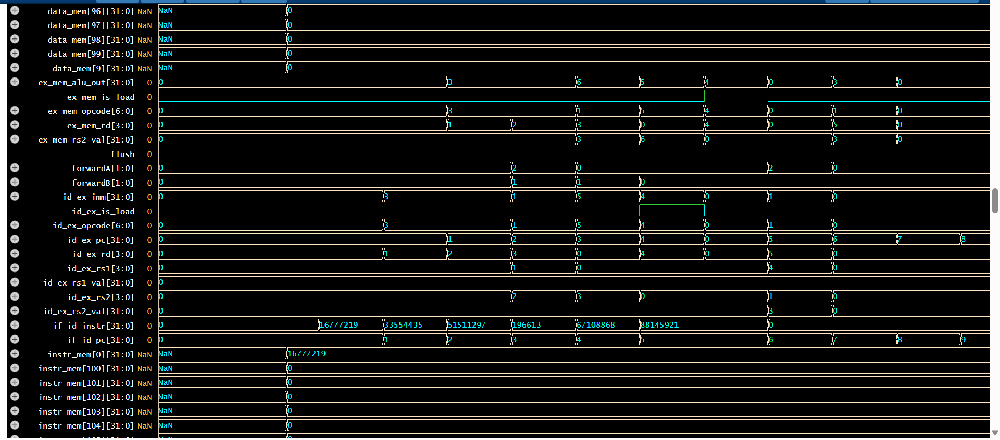 data_mem[96][31:0] NaN NaN 0
data_mem[97][31:0] NaN NaN 0
data_mem[98][31:0] NaN NaN 0
data_mem[99][31:0] NaN NaN 0
data_mem[9][31:0] NaN NaN 0
ex_mem_alu_out[31:0] 0 0 3 6 5 4 0 3 0
ex_mem_is_load 0
ex_mem_opcode[6:0] 0 0 3 1 5 4 0 1 0
ex_mem_rd[3:0] 0 0 1 2 3 0 4 0 5 0
ex_mem_rs2_val[31:0] 0 0 3 6 0 3 0
flush 0
forwardA[1:0] 0 0 2 0 2 0
forwardB[1:0] 0 0 1 1 0
id_ex_imm[31:0] 0 0 3 1 5 4 0 1 0
id_ex_is_load 0
id_ex_opcode[6:0] 0 0 3 1 5 4 0 1 0
id_ex_pc[31:0] 0 0 1 2 3 4 0 5 6 7 8
id_ex_rd[3:0] 0 0 1 2 3 0 4 0 5 0
id_ex_rs1[3:0] 0 0 1 0 4 0
id_ex_rs1_val[31:0] 0 0
id_ex_rs2[3:0] 0 0 2 3 0 1 0
id_ex_rs2_val[31:0] 0 0 3 0
if_id_instr[31:0] 0 0 16777219 33554435 51511297 196613 67108868 88145921 0
if_id_pc[31:0] 0 0 1 2 3 4 5 6 7 8 9
instr_mem[0][31:0] NaN NaN 16777219
instr_mem[100][31:0] NaN NaN 0
instr_mem[101][31:0] NaN NaN 0
instr_mem[102][31:0] NaN NaN 0
instr_mem[103][31:0] NaN NaN 0
instr_mem[104][31:0] NaN NaN 0